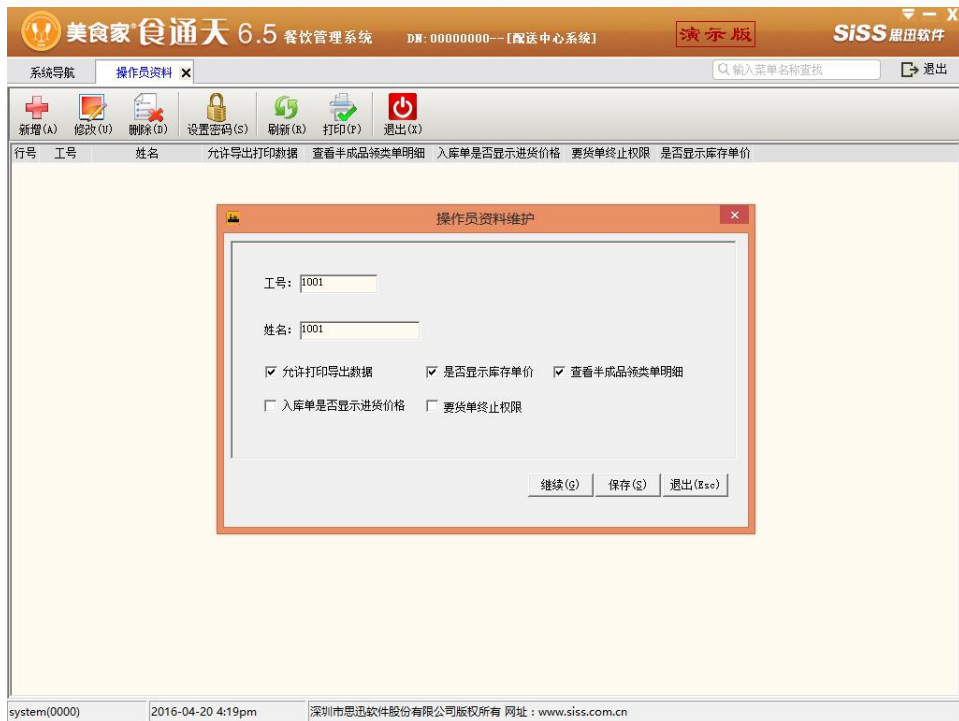 美食家®食通天 6.5 餐饮管理系统 DN:00000000--[配送中心系统] 演示版 SiSS 思迅软件
系统导航 操作员资料 输入菜单名称查找 退出
新增(A) 修改(U) 删除(D) 设置密码(S) 刷新(R) 打印(P) 退出(X)
行号 工号 姓名 允许导出打印数据 查看半成品领类单明细 入库单是否显示进货价格 要货单终止权限 是否显示库存单价
操作员资料维护
工号: 1001
姓名: 1001
允许打印导出数据 是否显示库存单价 查看半成品领类单明细
入库单是否显示进货价格 要货单终止权限
继续(G) 保存(S) 退出(Esc)
system(0000) 2016-04-20 4:19pm 深圳市思迅软件股份有限公司版权所有 网址：www.siss.com.cn